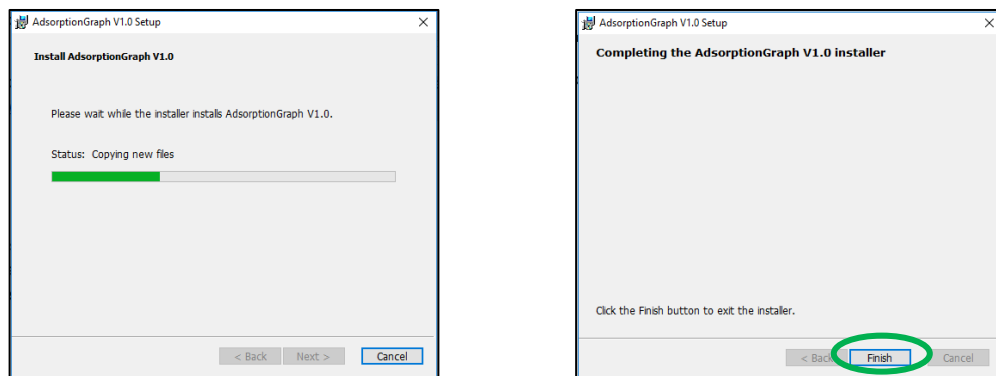 AdsorptionGraph V1.0 Setup
Install AdsorptionGraph V1.0
Please wait while the installer installs AdsorptionGraph V1.0.
Status: Copying new files
< Back Next > Cancel
AdsorptionGraph V1.0 Setup
Completing the AdsorptionGraph V1.0 installer
Click the Finish button to exit the installer.
< Back Finish Cancel